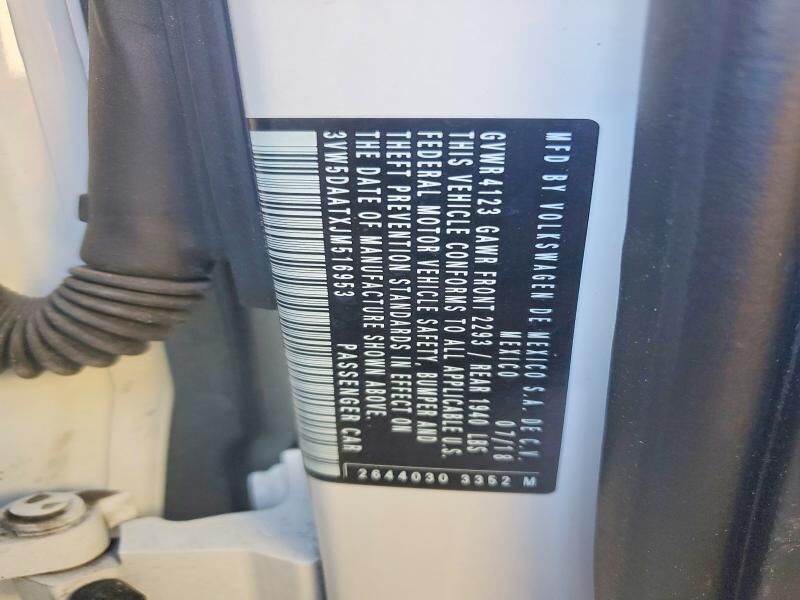 MFD BY VOLKSWAGEN DE MEXICO S.A. DE C.V.
MEXICO 07/18
GVWR 4123 GAWR FRONT 2293 / REAR 1940 LBS
THIS VEHICLE CONFORMS TO ALL APPLICABLE U.S.
FEDERAL MOTOR VEHICLE SAFETY, BUMPER AND
THEFT PREVENTION STANDARDS IN EFFECT ON
THE DATE OF MANUFACTURE SHOWN ABOVE.
3VW5DAATXJM516953 PASSENGER CAR
2644030 3352 M